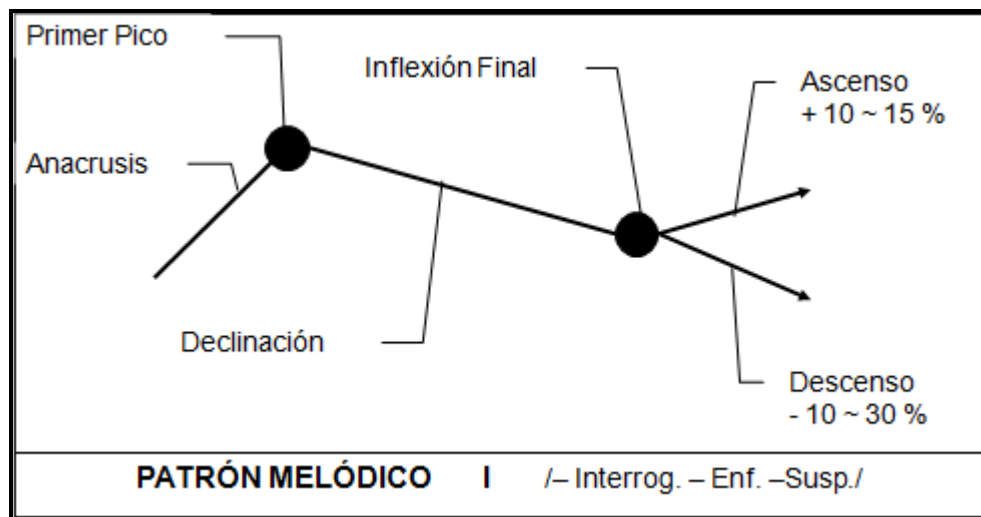 Primer Pico
Inflexión Final
Ascenso
+ 10 ~ 15 %
Anacrusis
Declinación
Descenso
- 10 ~ 30 %
PATRÓN MELÓDICO I /– Interrog. – Enf. –Susp./